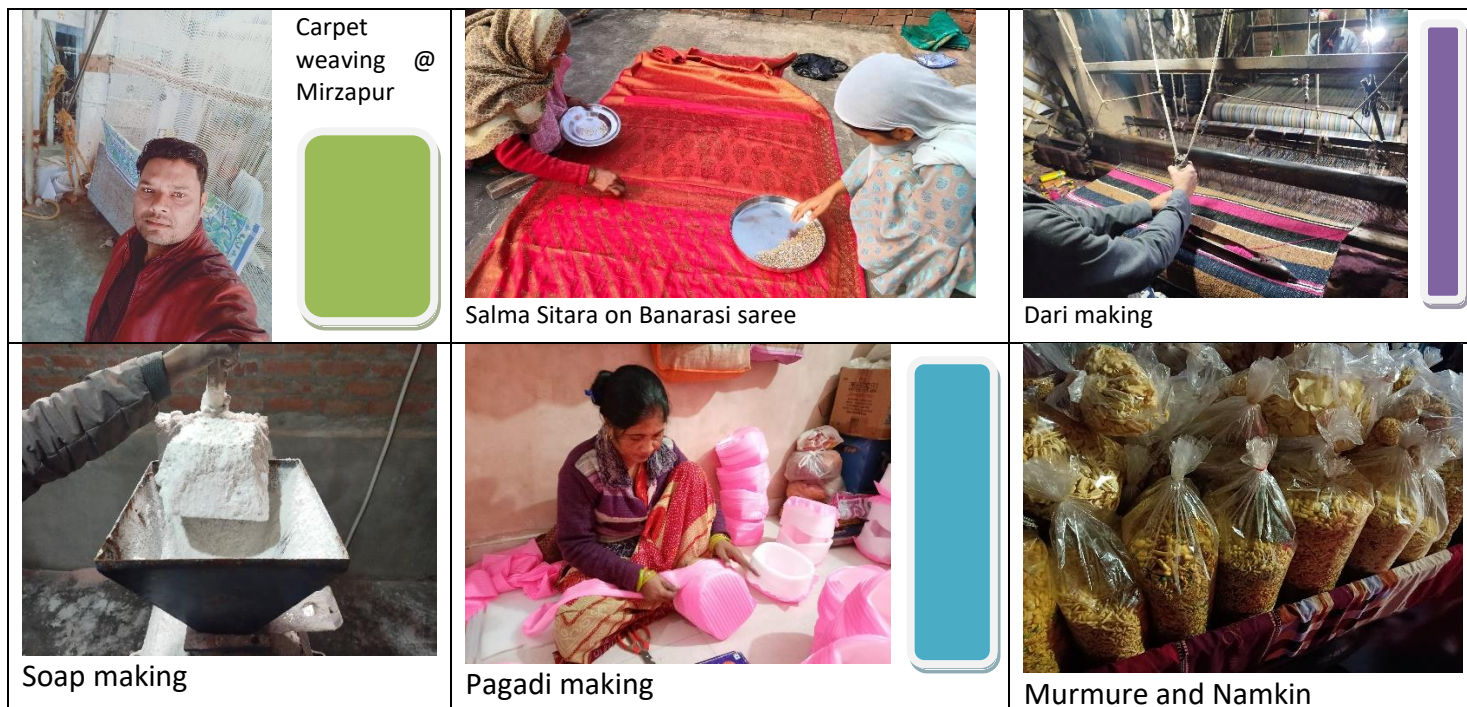 Carpet
weaving @
Mirzapur
Salma Sitara on Banarasi saree
Dari making
Soap making
Pagadi making
Murmure and Namkin